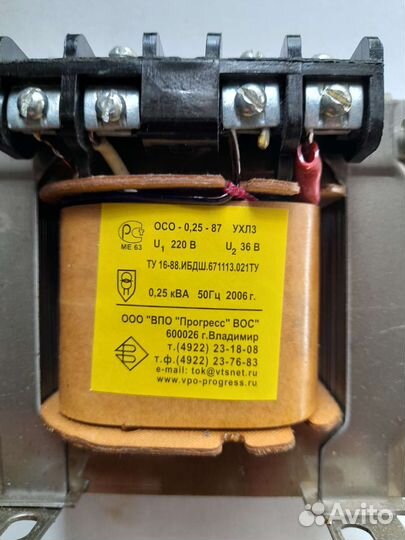 РС
МЕ 63
ОСО - 0,25 - 87 УХЛ3
U₁ 220 В U₂ 36 В
ТУ 16-88.ИБДШ.671113.021ТУ
0,25 кВА 50Гц 2006 г.
ООО "ВПО "Прогресс" ВОС"
600026 г.Владимир
т.(4922) 23-18-08
т.ф.(4922) 23-76-83
e-mail: tok@vtsnet.ru
www.vpo-progress.ru
Avito